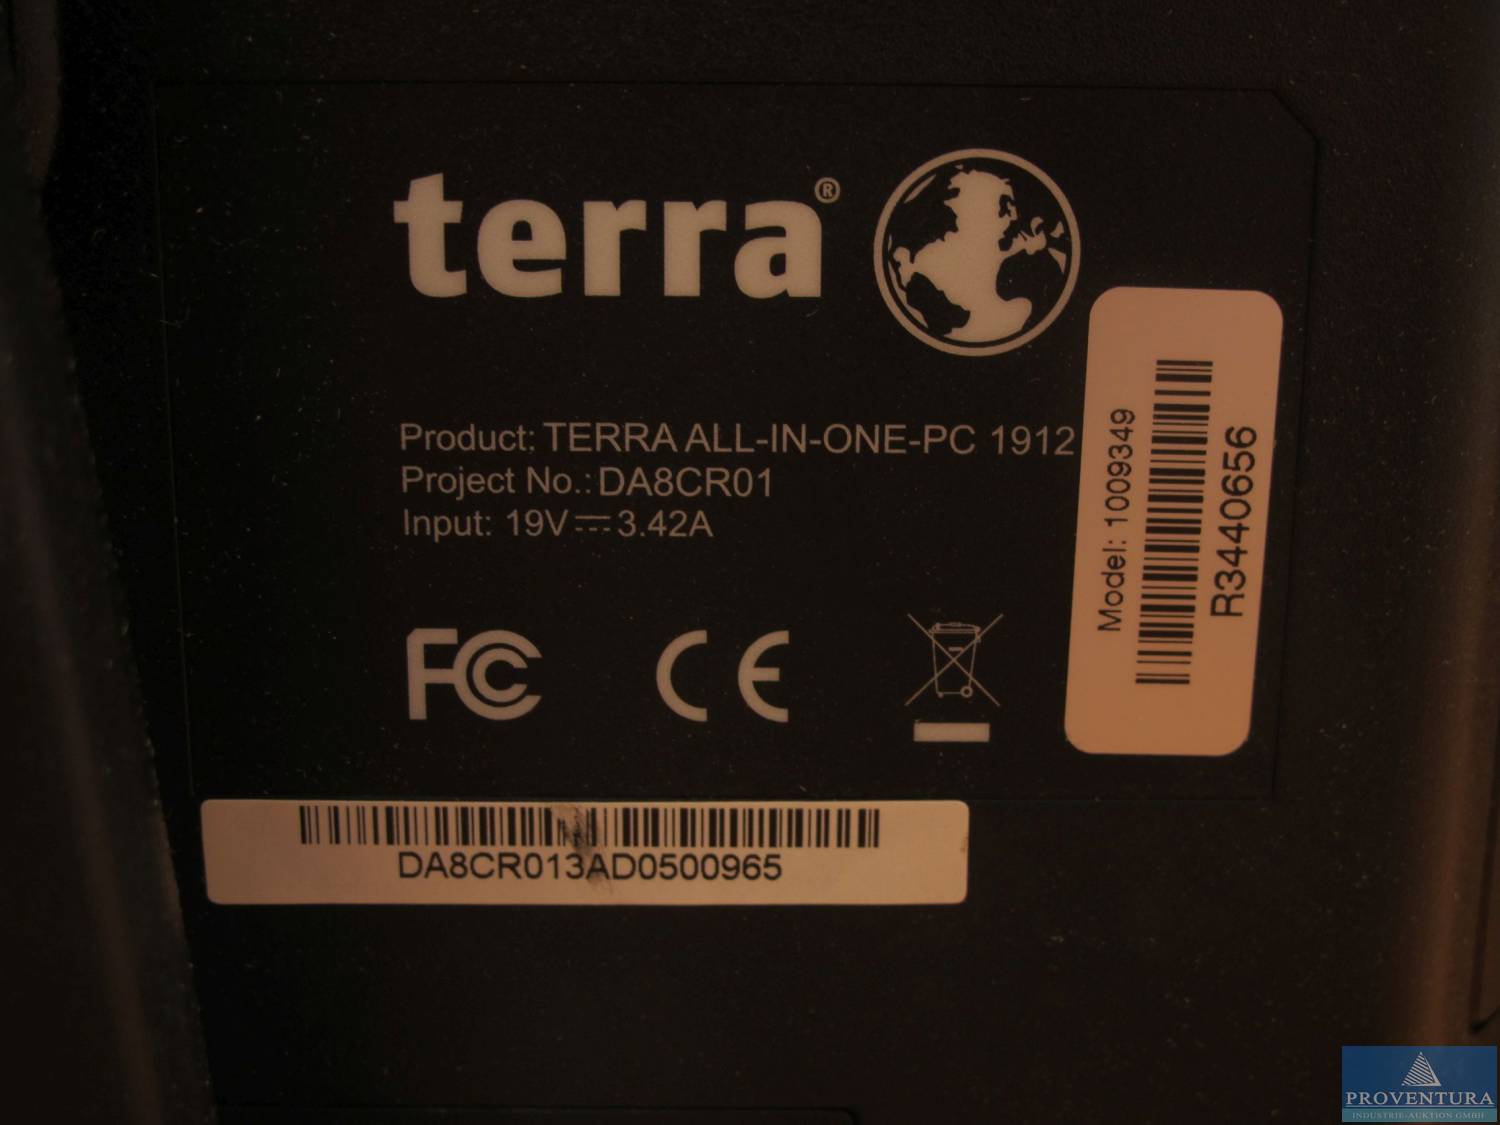 terra®
Product: TERRA ALL-IN-ONE-PC 1912
Project No.: DA8CR01
Input: 19V⎓3.42A
FC
CE
Model: 1009349
R3440656
DA8CR013AD0500965
PROVENTURA
INDUSTRIE-AUKTION GMBH